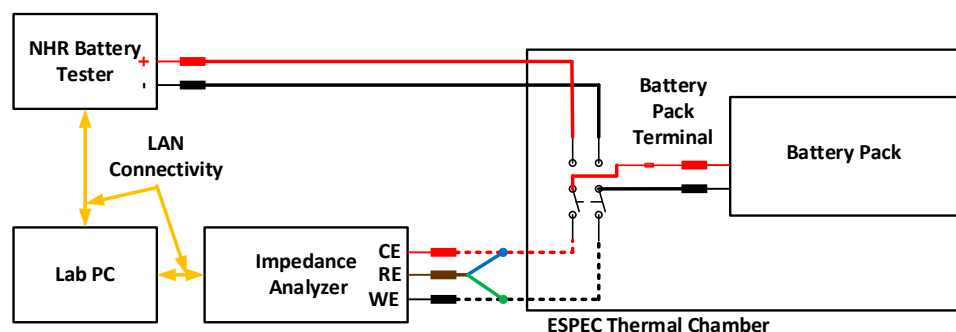 NHR Battery
Tester
+
-
Battery
Pack
Terminal
Battery Pack
LAN
Connectivity
Lab PC
Impedance
Analyzer
CE
RE
WE
ESPEC Thermal Chamber